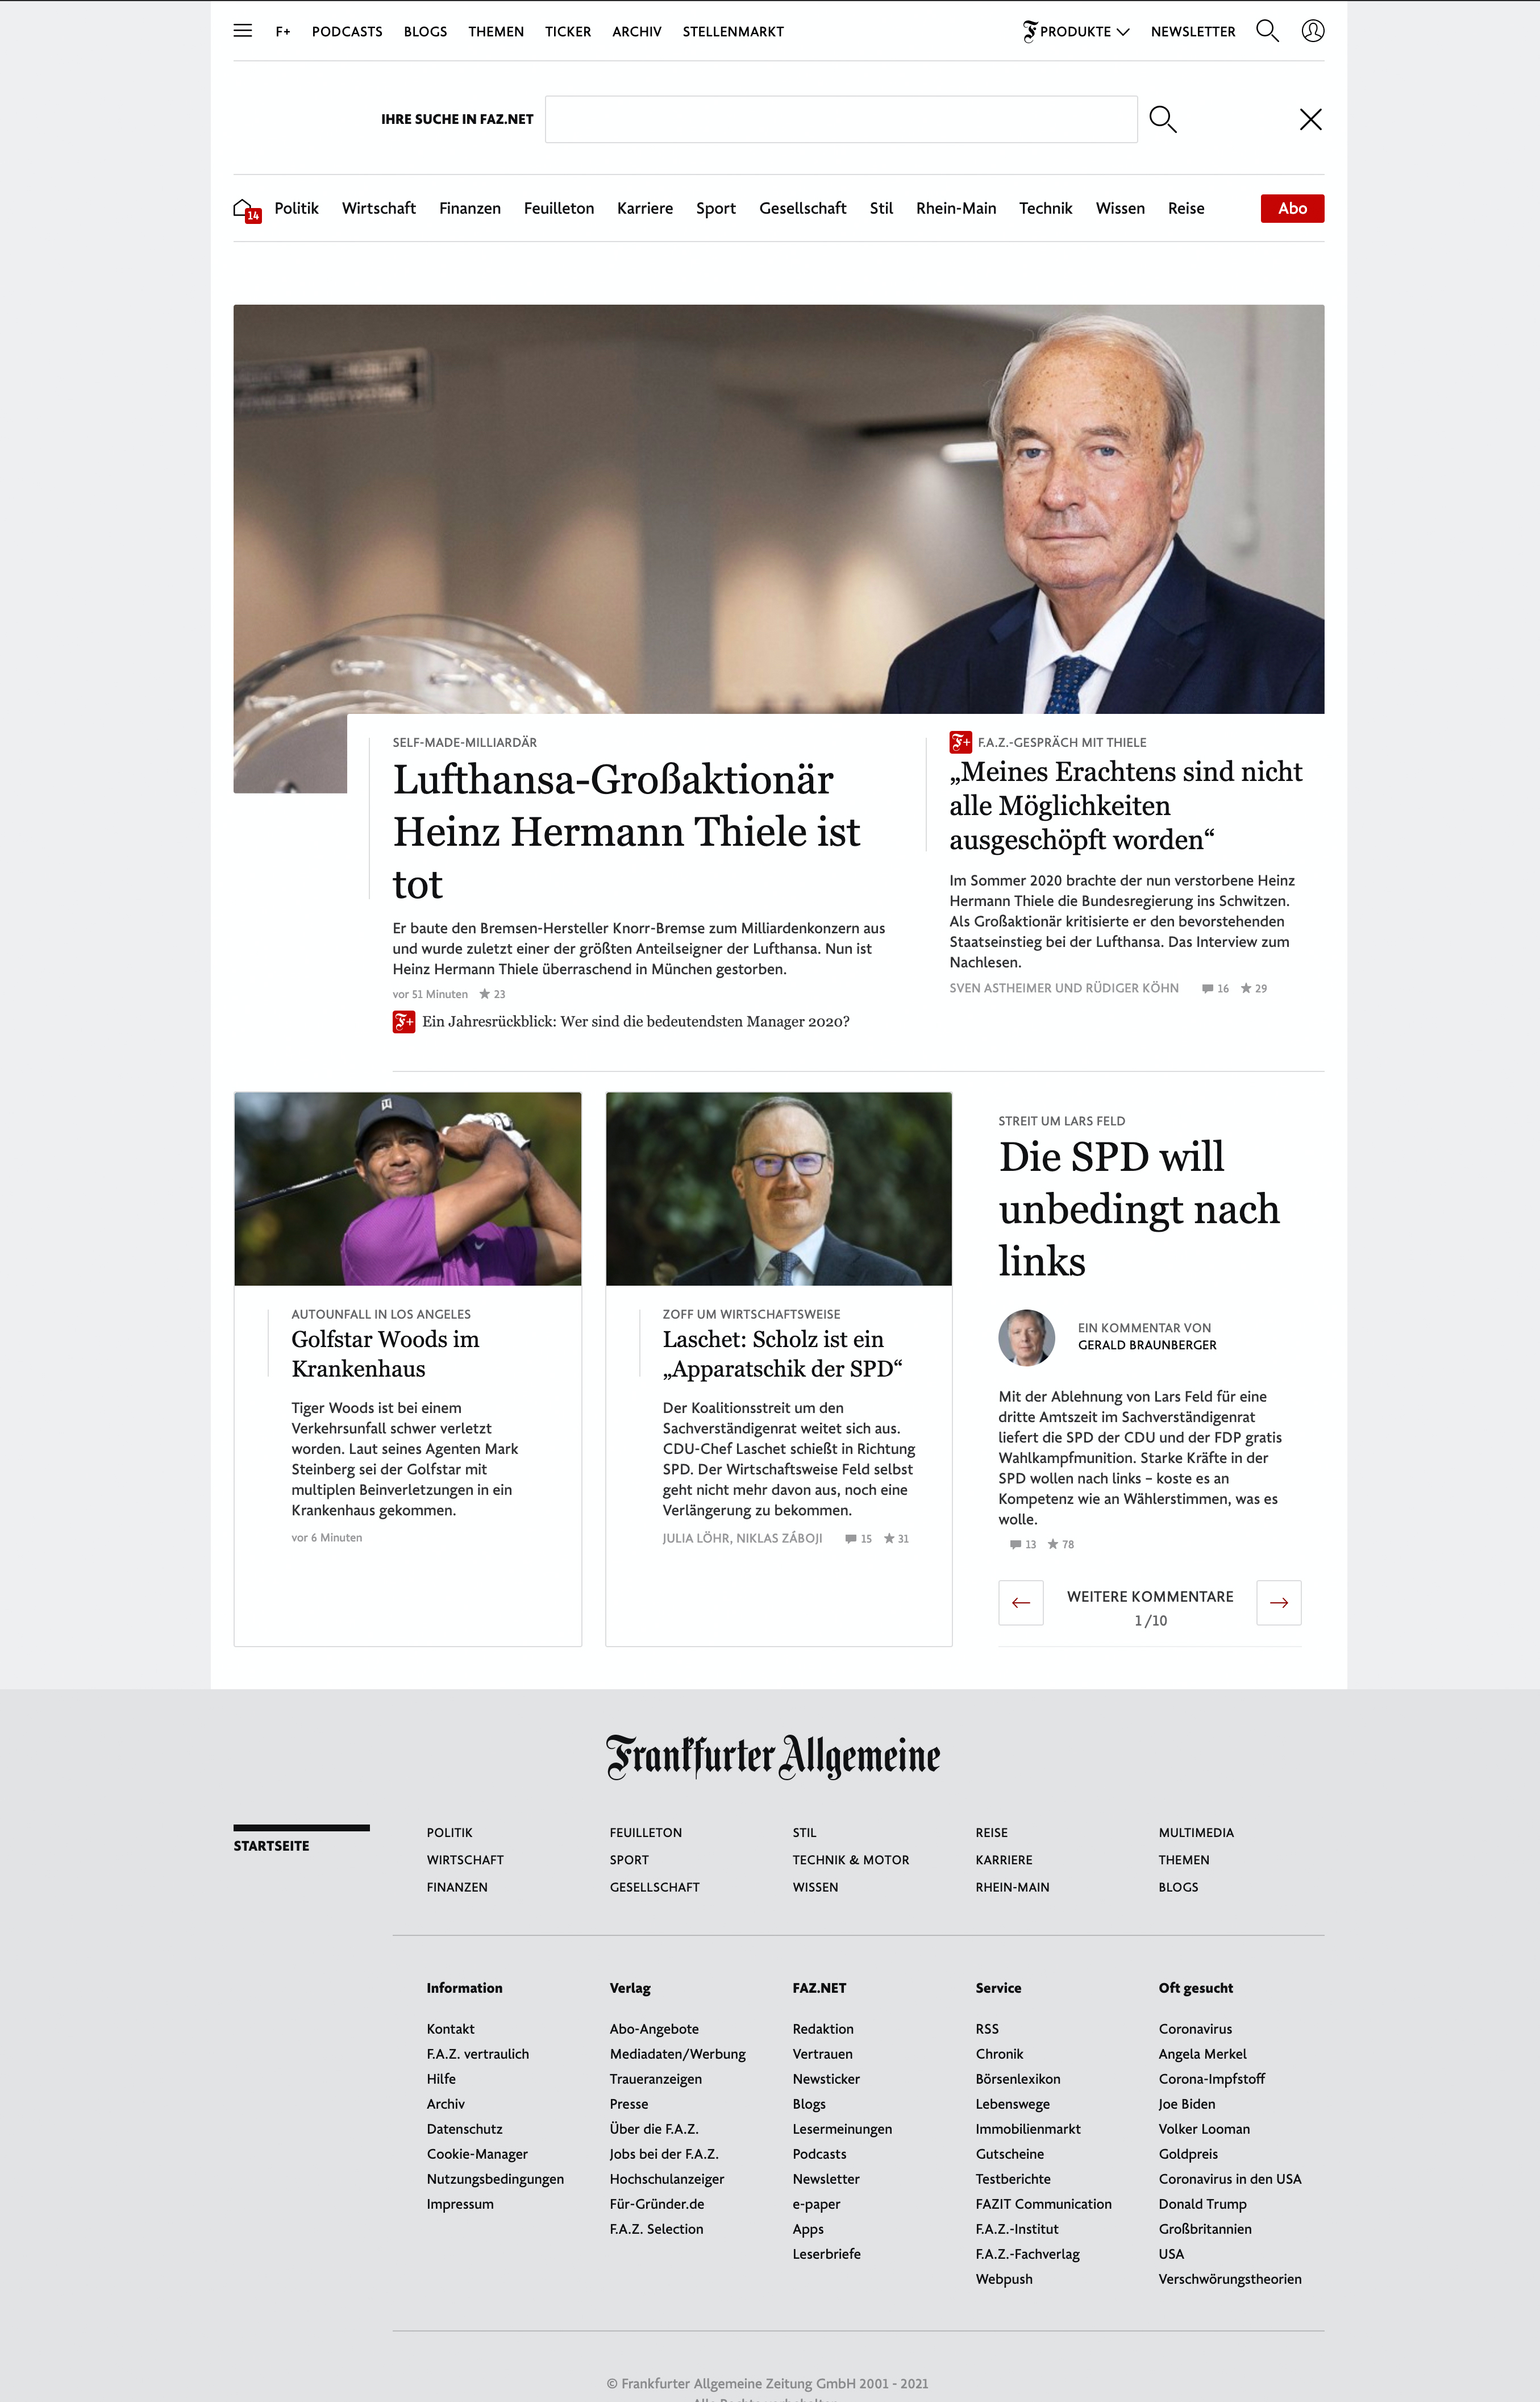 F+ PODCASTS BLOGS THEMEN TICKER ARCHIV STELLENMARKT F PRODUKTE NEWSLETTER
IHRE SUCHE IN FAZ.NET
14 Politik Wirtschaft Finanzen Feuilleton Karriere Sport Gesellschaft Stil Rhein-Main Technik Wissen Reise Abo
SELF-MADE-MILLIARDÄR
Lufthansa-Großaktionär
Heinz Hermann Thiele ist
tot
Er baute den Bremsen-Hersteller Knorr-Bremse zum Milliardenkonzern aus
und wurde zuletzt einer der größten Anteilseigner der Lufthansa. Nun ist
Heinz Hermann Thiele überraschend in München gestorben.
vor 51 Minuten ★ 23
F+ Ein Jahresrückblick: Wer sind die bedeutendsten Manager 2020?
F+ F.A.Z.-GESPRÄCH MIT THIELE
„Meines Erachtens sind nicht
alle Möglichkeiten
ausgeschöpft worden“
Im Sommer 2020 brachte der nun verstorbene Heinz
Hermann Thiele die Bundesregierung ins Schwitzen.
Als Großaktionär kritisierte er den bevorstehenden
Staatseinstieg bei der Lufthansa. Das Interview zum
Nachlesen.
SVEN ASTHEIMER UND RÜDIGER KÖHN 16 ★ 29
AUTOUNFALL IN LOS ANGELES
Golfstar Woods im
Krankenhaus
Tiger Woods ist bei einem
Verkehrsunfall schwer verletzt
worden. Laut seines Agenten Mark
Steinberg sei der Golfstar mit
multiplen Beinverletzungen in ein
Krankenhaus gekommen.
vor 6 Minuten
ZOFF UM WIRTSCHAFTSWEISE
Laschet: Scholz ist ein
„Apparatschik der SPD“
Der Koalitionsstreit um den
Sachverständigenrat weitet sich aus.
CDU-Chef Laschet schießt in Richtung
SPD. Der Wirtschaftsweise Feld selbst
geht nicht mehr davon aus, noch eine
Verlängerung zu bekommen.
JULIA LÖHR, NIKLAS ZÁBOJI 15 ★ 31
STREIT UM LARS FELD
Die SPD will
unbedingt nach
links
EIN KOMMENTAR VON
GERALD BRAUNBERGER
Mit der Ablehnung von Lars Feld für eine
dritte Amtszeit im Sachverständigenrat
liefert die SPD der CDU und der FDP gratis
Wahlkampfmunition. Starke Kräfte in der
SPD wollen nach links – koste es an
Kompetenz wie an Wählerstimmen, was es
wolle.
13 ★ 78
← WEITERE KOMMENTARE →
1 /10
Frankfurter Allgemeine
STARTSEITE
POLITIK FEUILLETON STIL REISE MULTIMEDIA
WIRTSCHAFT SPORT TECHNIK & MOTOR KARRIERE THEMEN
FINANZEN GESELLSCHAFT WISSEN RHEIN-MAIN BLOGS
Information
Kontakt
F.A.Z. vertraulich
Hilfe
Archiv
Datenschutz
Cookie-Manager
Nutzungsbedingungen
Impressum
Verlag
Abo-Angebote
Mediadaten/Werbung
Traueranzeigen
Presse
Über die F.A.Z.
Jobs bei der F.A.Z.
Hochschulanzeiger
Für-Gründer.de
F.A.Z. Selection
FAZ.NET
Redaktion
Vertrauen
Newsticker
Blogs
Lesermeinungen
Podcasts
Newsletter
e-paper
Apps
Leserbriefe
Service
RSS
Chronik
Börsenlexikon
Lebenswege
Immobilienmarkt
Gutscheine
Testberichte
FAZIT Communication
F.A.Z.-Institut
F.A.Z.-Fachverlag
Webpush
Oft gesucht
Coronavirus
Angela Merkel
Corona-Impfstoff
Joe Biden
Volker Looman
Goldpreis
Coronavirus in den USA
Donald Trump
Großbritannien
USA
Verschwörungstheorien
© Frankfurter Allgemeine Zeitung GmbH 2001 - 2021